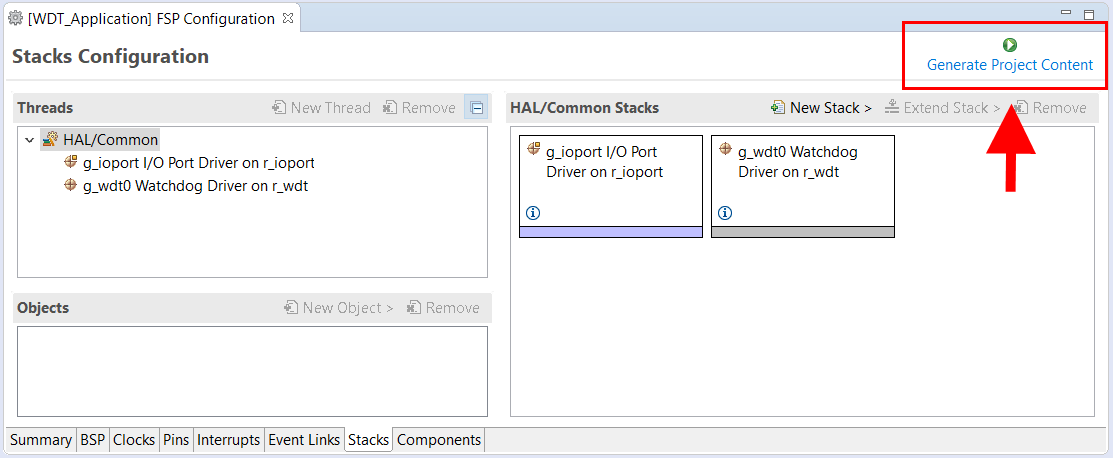 [WDT_Application] FSP Configuration
Stacks Configuration
Generate Project Content
Threads
New Thread
Remove
HAL/Common
g_ioport I/O Port Driver on r_ioport
g_wdt0 Watchdog Driver on r_wdt
Objects
New Object >
Remove
HAL/Common Stacks
New Stack >
Extend Stack >
Remove
g_ioport I/O Port
Driver on r_ioport
g_wdt0 Watchdog
Driver on r_wdt
Summary BSP Clocks Pins Interrupts Event Links Stacks Components